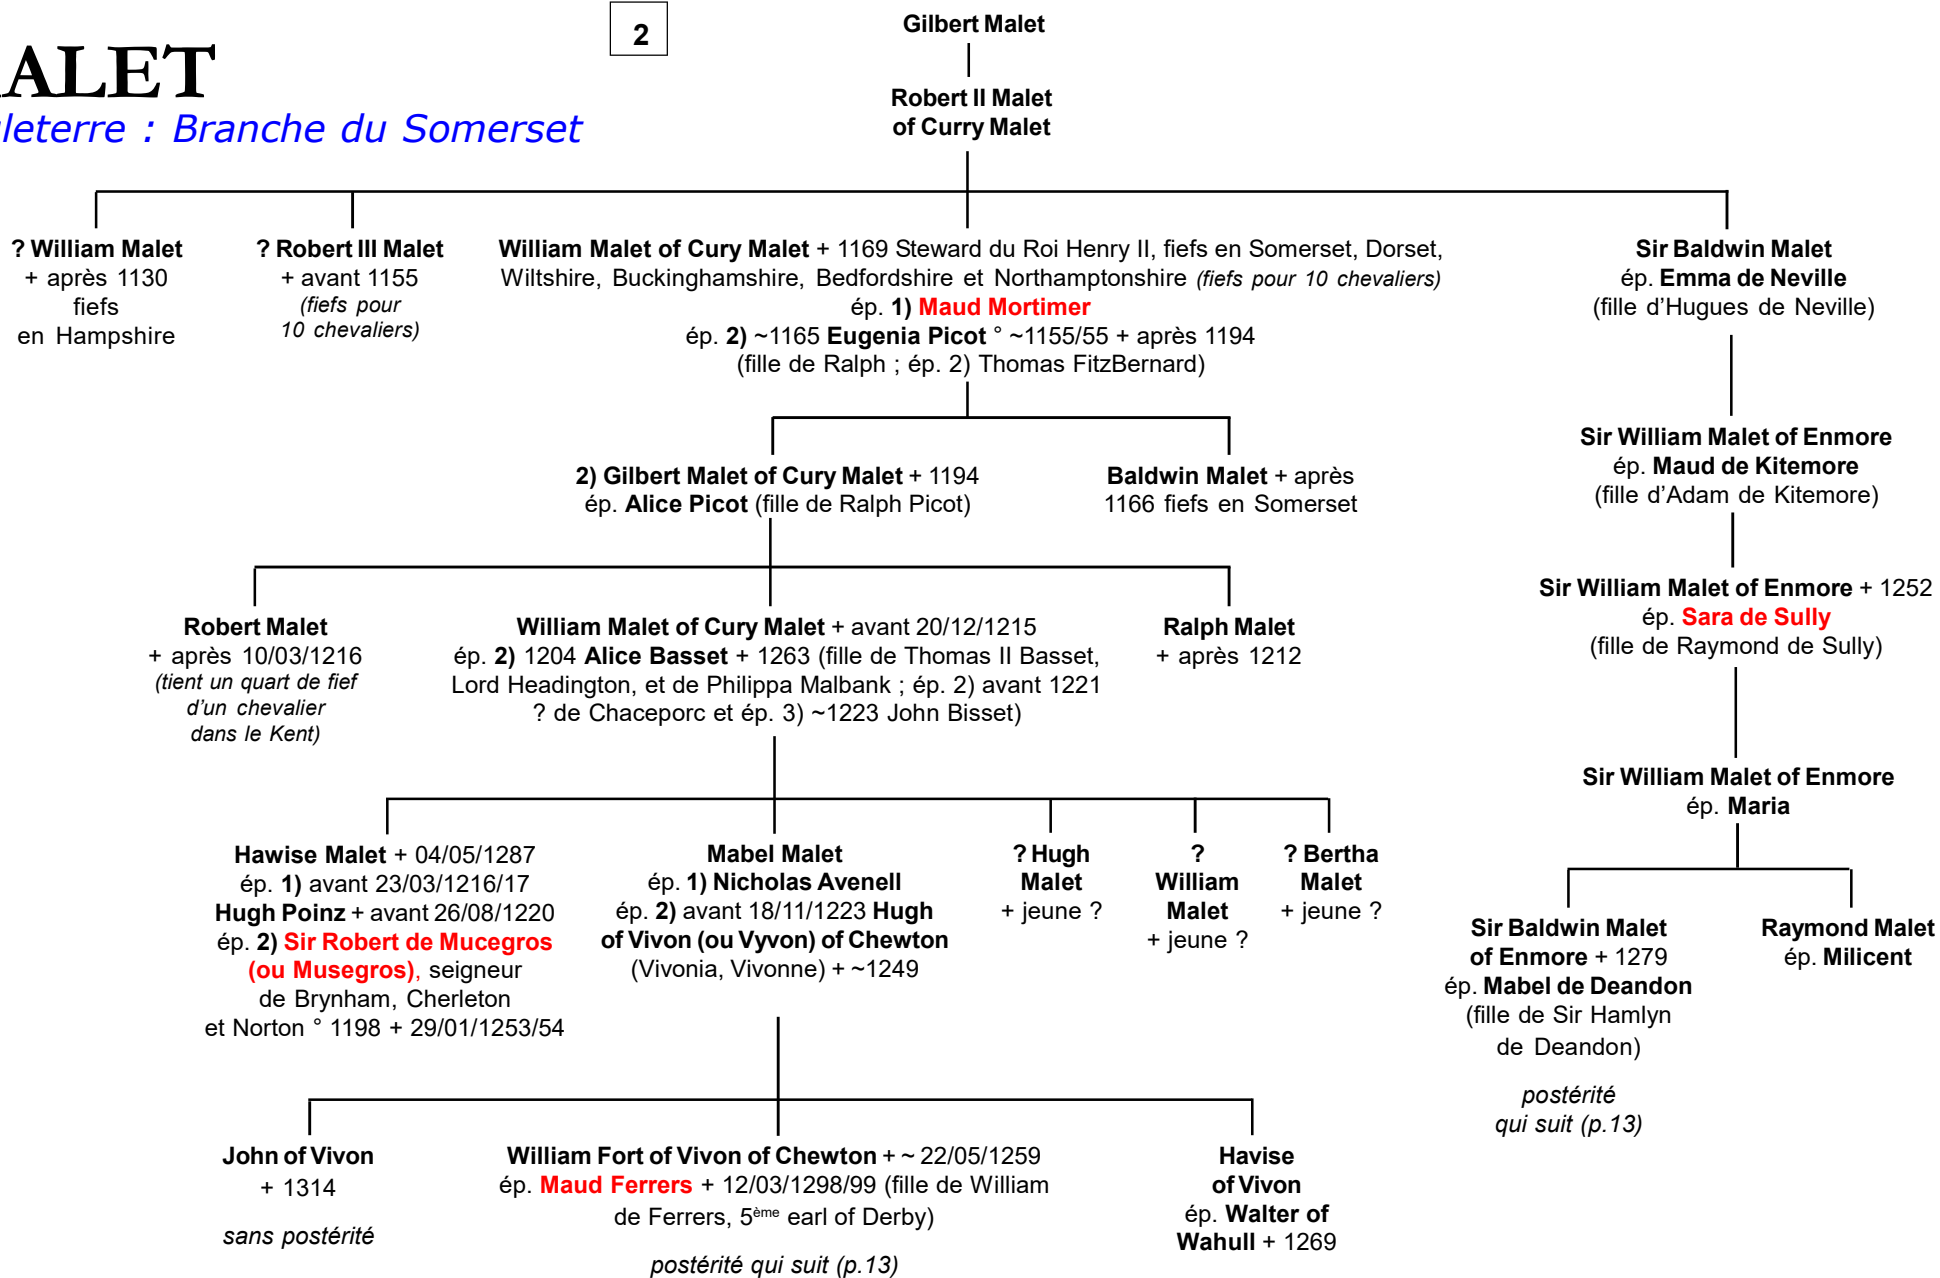 2
Gilbert Malet
ALET
leterre : Branche du Somerset
Robert II Malet
of Curry Malet
? William Malet
+ après 1130
fiefs
en Hampshire
? Robert III Malet
+ avant 1155
(fiefs pour
10 chevaliers)
William Malet of Cury Malet + 1169 Steward du Roi Henry II, fiefs en Somerset, Dorset,
Wiltshire, Buckinghamshire, Bedfordshire et Northamptonshire (fiefs pour 10 chevaliers)
ép. 1) Maud Mortimer
ép. 2) ~1165 Eugenia Picot ° ~1155/55 + après 1194
(fille de Ralph ; ép. 2) Thomas FitzBernard)
Sir Baldwin Malet
ép. Emma de Neville
(fille d'Hugues de Neville)
2) Gilbert Malet of Cury Malet + 1194
ép. Alice Picot (fille de Ralph Picot)
Baldwin Malet + après
1166 fiefs en Somerset
Sir William Malet of Enmore
ép. Maud de Kitemore
(fille d'Adam de Kitemore)
Robert Malet
+ après 10/03/1216
(tient un quart de fief
d'un chevalier
dans le Kent)
William Malet of Cury Malet + avant 20/12/1215
ép. 2) 1204 Alice Basset + 1263 (fille de Thomas II Basset,
Lord Headington, et de Philippa Malbank ; ép. 2) avant 1221
? de Chaceporc et ép. 3) ~1223 John Bisset)
Ralph Malet
+ après 1212
Sir William Malet of Enmore + 1252
ép. Sara de Sully
(fille de Raymond de Sully)
Sir William Malet of Enmore
ép. Maria
Hawise Malet + 04/05/1287
ép. 1) avant 23/03/1216/17
Hugh Poinz + avant 26/08/1220
ép. 2) Sir Robert de Mucegros
(ou Musegros), seigneur
de Brynham, Cherleton
et Norton ° 1198 + 29/01/1253/54
Mabel Malet
ép. 1) Nicholas Avenell
ép. 2) avant 18/11/1223 Hugh
of Vivon (ou Vyvon) of Chewton
(Vivonia, Vivonne) + ~1249
? Hugh
Malet
+ jeune ?
?
William
Malet
+ jeune ?
? Bertha
Malet
+ jeune ?
Sir Baldwin Malet
of Enmore + 1279
ép. Mabel de Deandon
(fille de Sir Hamlyn
de Deandon)
postérité
qui suit (p.13)
Raymond Malet
ép. Milicent
John of Vivon
+ 1314
sans postérité
William Fort of Vivon of Chewton + ~ 22/05/1259
ép. Maud Ferrers + 12/03/1298/99 (fille de William
de Ferrers, 5ème earl of Derby)
postérité qui suit (p.13)
Havise
of Vivon
ép. Walter of
Wahull + 1269